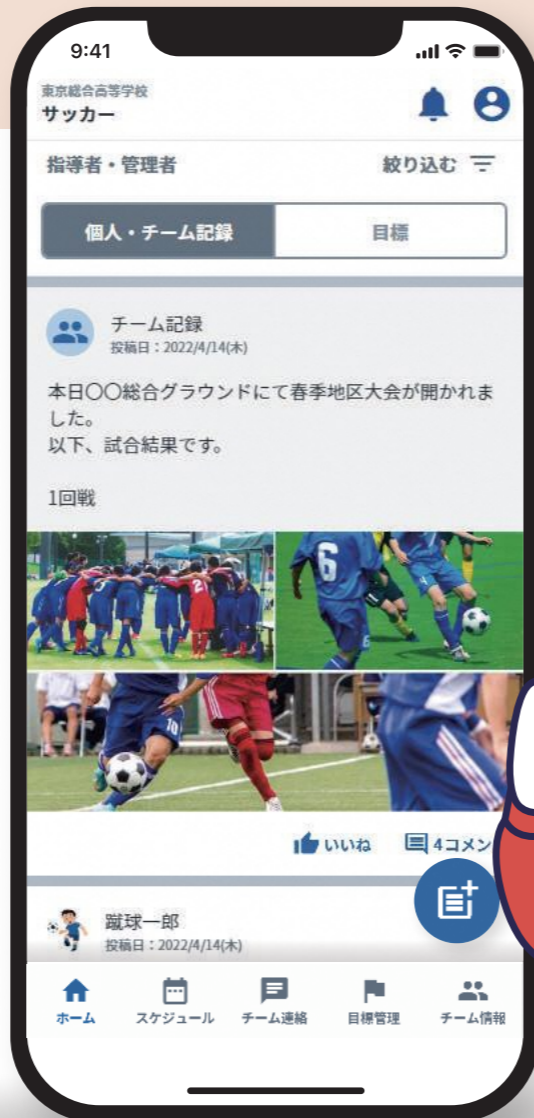 9:41
東京総合高等学校
サッカー
指導者・管理者
絞り込む
個人・チーム記録
目標
チーム記録
投稿日：2022/4/14(木)
本日〇〇総合グラウンドにて春季地区大会が開かれま
した。
以下、試合結果です。
1回戦
6
6
4
2
10
いいね
4コメン
蹴球一郎
投稿日：2022/4/14(木)
ホーム
スケジュール
チーム連絡
目標管理
チーム情報